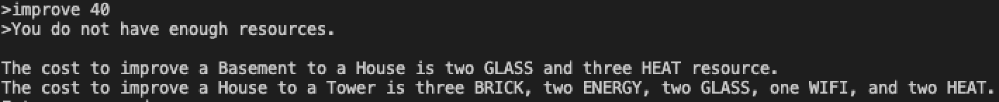 >improve 40
>You do not have enough resources.
The cost to improve a Basement to a House is two GLASS and three HEAT resource.
The cost to improve a House to a Tower is three BRICK, two ENERGY, two GLASS, one WIFI, and two HEAT.